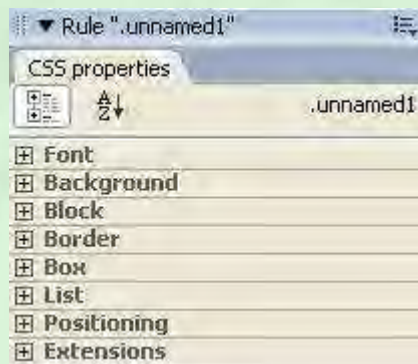 Rule ".unnamed1"
CSS properties
A
Z
.unnamed1
Font
Background
Block
Border
Box
List
Positioning
Extensions